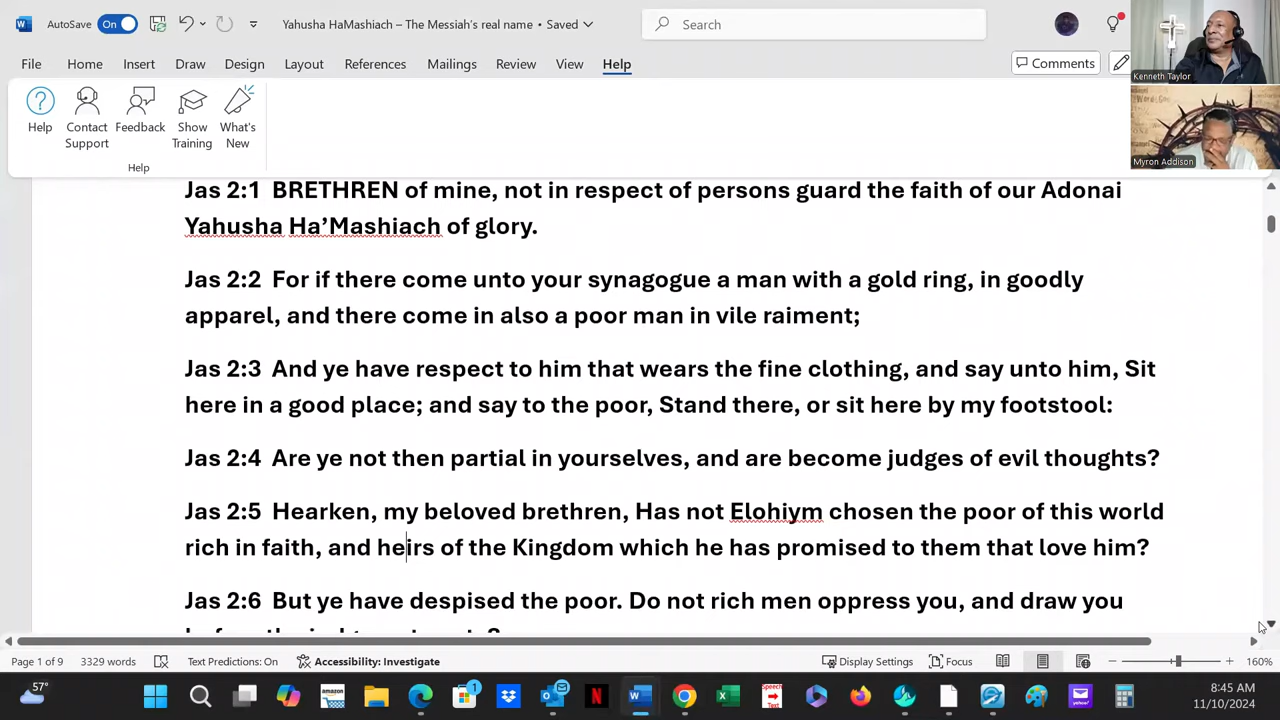 AutoSave On Yahusha HaMashiach – The Messiah's real name • Saved Search
Kenneth Taylor
File Home Insert Draw Design Layout References Mailings Review View Help Comments
Help Contact Support Feedback Show Training What's New
Help
Myron Addison
Jas 2:1 BRETHREN of mine, not in respect of persons guard the faith of our Adonai
Yahusha Ha’Mashiach of glory.
Jas 2:2 For if there come unto your synagogue a man with a gold ring, in goodly
apparel, and there come in also a poor man in vile raiment;
Jas 2:3 And ye have respect to him that wears the fine clothing, and say unto him, Sit
here in a good place; and say to the poor, Stand there, or sit here by my footstool:
Jas 2:4 Are ye not then partial in yourselves, and are become judges of evil thoughts?
Jas 2:5 Hearken, my beloved brethren, Has not Elohiym chosen the poor of this world
rich in faith, and heirs of the Kingdom which he has promised to them that love him?
Jas 2:6 But ye have despised the poor. Do not rich men oppress you, and draw you
Page 1 of 9 3329 words Text Predictions: On Accessibility: Investigate Display Settings Focus 160%
57° amazon Speech Text yahoo! 8:45 AM
11/10/2024